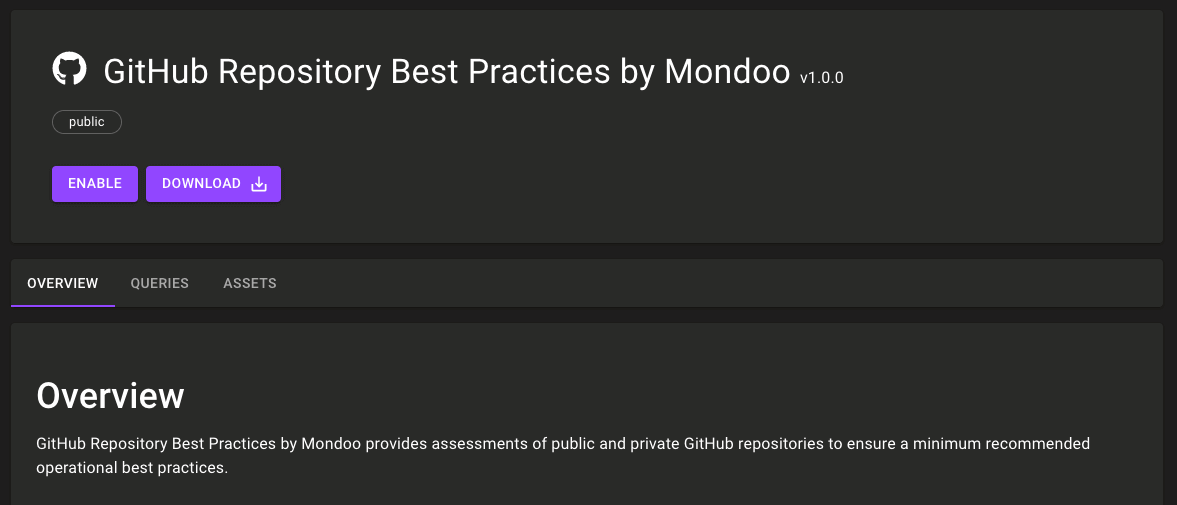 GitHub Repository Best Practices by Mondoo v1.0.0
public
ENABLE DOWNLOAD
OVERVIEW QUERIES ASSETS
Overview
GitHub Repository Best Practices by Mondoo provides assessments of public and private GitHub repositories to ensure a minimum recommended
operational best practices.